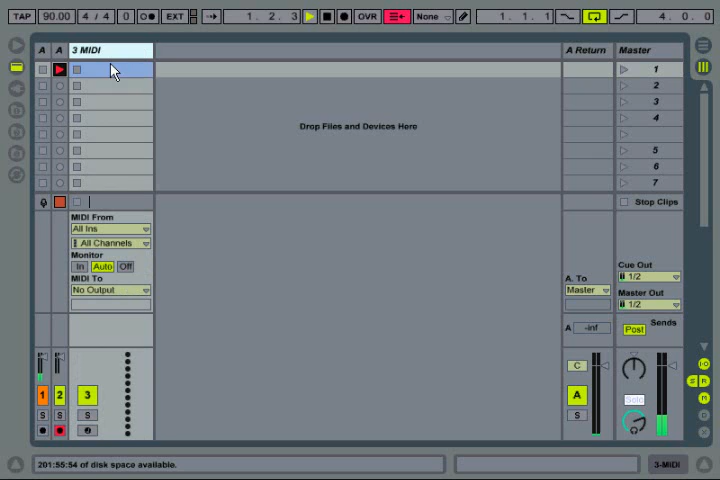 TAP 90.00 4 / 4 0 EXT 1. 2. 3 OVR None 1. 1. 1 4. 0. 0
A A 3 MIDI A Return Master
1
2
3
4
5
6
7
Drop Files and Devices Here
Stop Clips
MIDI From
All Ins
All Channels
Monitor
In Auto Off
MIDI To
No Output
A. To
Master
Cue Out
1/2
Master Out
1/2
A -inf
Sends
Post
C
1 2 3 A Solo
S S S S
I-O
S R
M
201:55:54 of disk space available.
3-MIDI